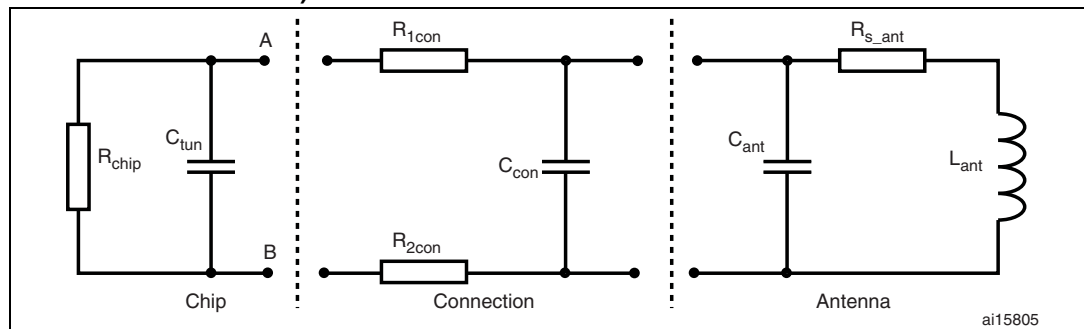 A
R1con
Rs_ant
Rchip
Ctun
Ccon
Cant
Lant
B
R2con
Chip
Connection
Antenna
ai15805